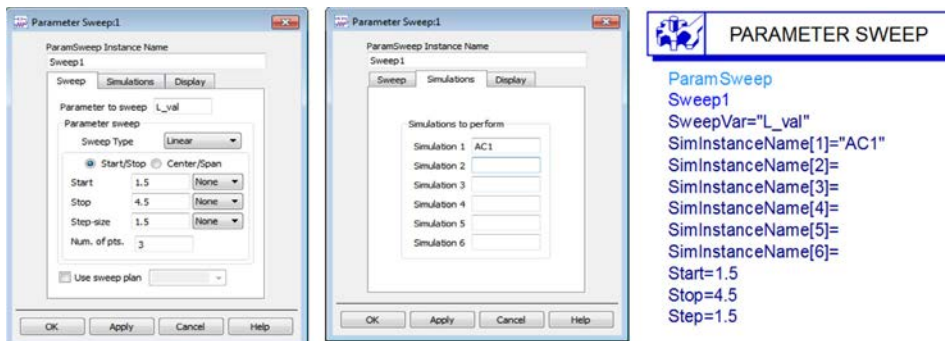 Parameter Sweep:1
ParamSweep Instance Name
Sweep1
Sweep Simulations Display
Parameter to sweep L_val
Parameter sweep
Sweep Type Linear
Start/Stop Center/Span
Start 1.5 None
Stop 4.5 None
Step-size 1.5 None
Num. of pts. 3
Use sweep plan
OK Apply Cancel Help
Parameter Sweep:1
ParamSweep Instance Name
Sweep1
Sweep Simulations Display
Simulations to perform
Simulation 1 AC1
Simulation 2
Simulation 3
Simulation 4
Simulation 5
Simulation 6
OK Apply Cancel Help
PARAMETER SWEEP
ParamSweep
Sweep1
SweepVar="L_val"
SimInstanceName[1]="AC1"
SimInstanceName[2]=
SimInstanceName[3]=
SimInstanceName[4]=
SimInstanceName[5]=
SimInstanceName[6]=
Start=1.5
Stop=4.5
Step=1.5